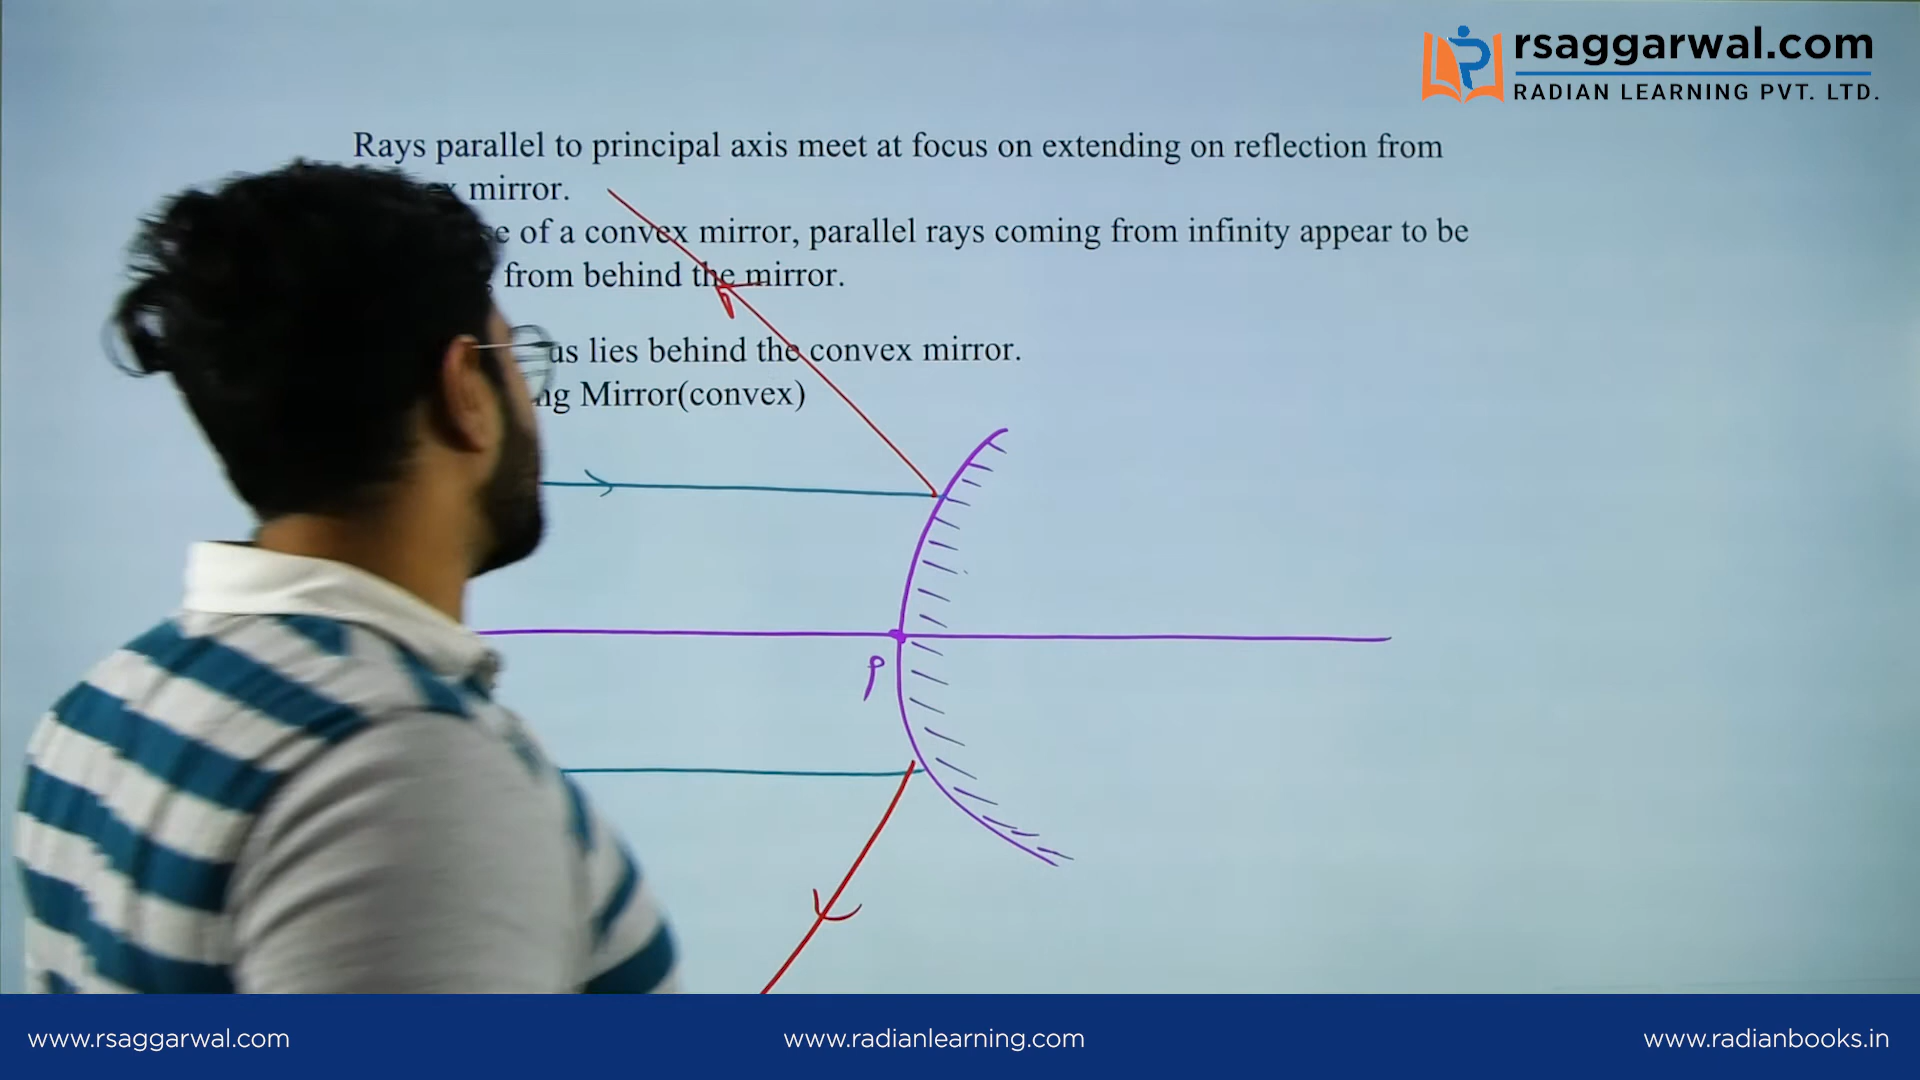 rsaggarwal.com
RADIAN LEARNING PVT. LTD.
Rays parallel to principal axis meet at focus on extending on reflection from
mirror.
of a convex mirror, parallel rays coming from infinity appear to be
from behind the mirror.
lies behind the convex mirror.
Mirror(convex)
P
www.rsaggarwal.com
www.radianlearning.com
www.radianbooks.in